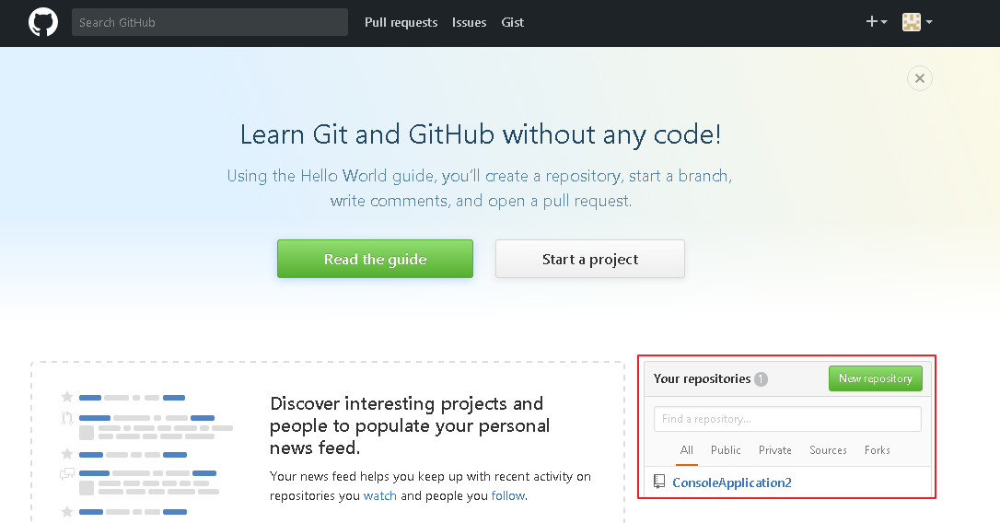 Search GitHub
Pull requests
Issues
Gist
Learn Git and GitHub without any code!
Using the Hello World guide, you’ll create a repository, start a branch,
write comments, and open a pull request.
Read the guide
Start a project
Discover interesting projects and
people to populate your personal
news feed.
Your news feed helps you keep up with recent activity on
repositories you watch and people you follow.
Your repositories 1
New repository
Find a repository...
All
Public
Private
Sources
Forks
ConsoleApplication2